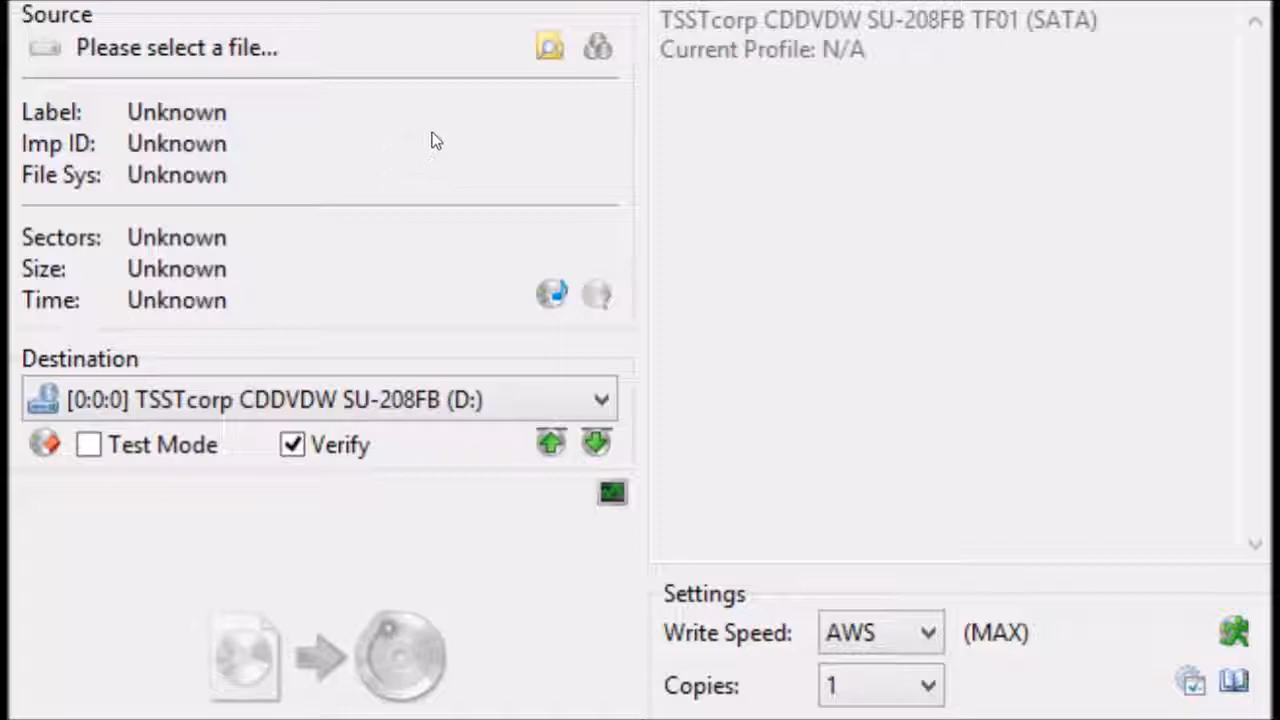 Source
Please select a file...
Label: Unknown
Imp ID: Unknown
File Sys: Unknown
Sectors: Unknown
Size: Unknown
Time: Unknown
Destination
[0:0:0] TSSTcorp CDDVDW SU-208FB (D:)
Test Mode Verify
TSSTcorp CDDVDW SU-208FB TF01 (SATA)
Current Profile: N/A
Settings
Write Speed: AWS (MAX)
Copies: 1